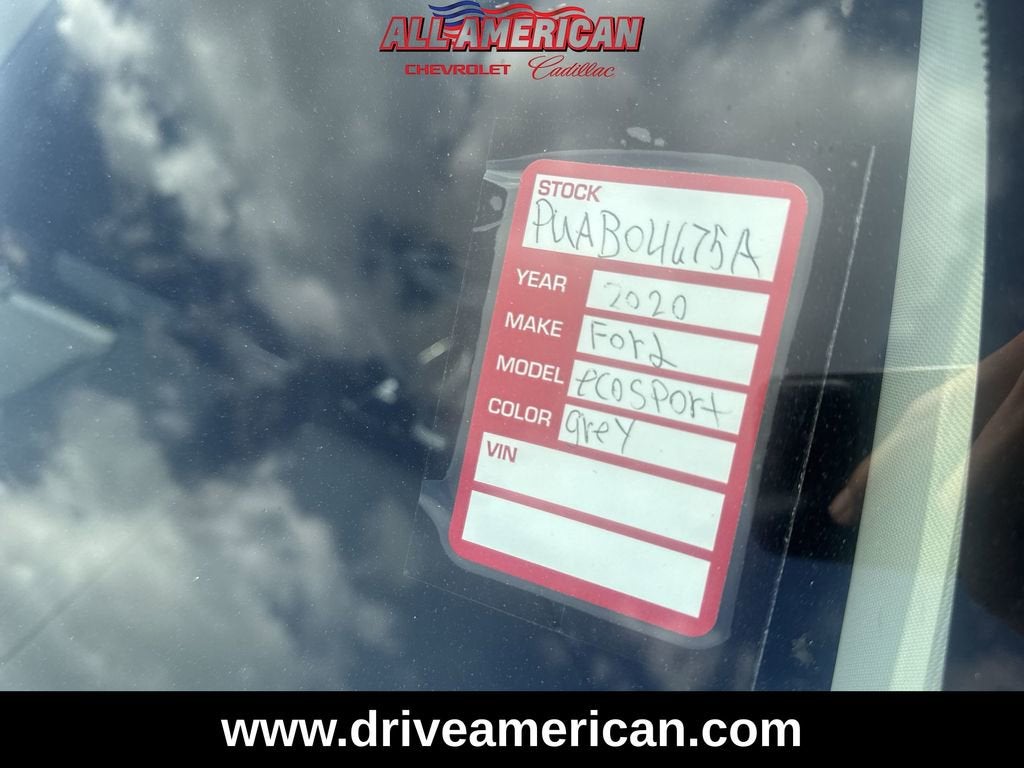 ALL AMERICAN
CHEVROLET Cadillac
STOCK
PUAB04675A
YEAR 2020
MAKE Ford
MODEL ecosport
COLOR grey
VIN
www.driveamerican.com